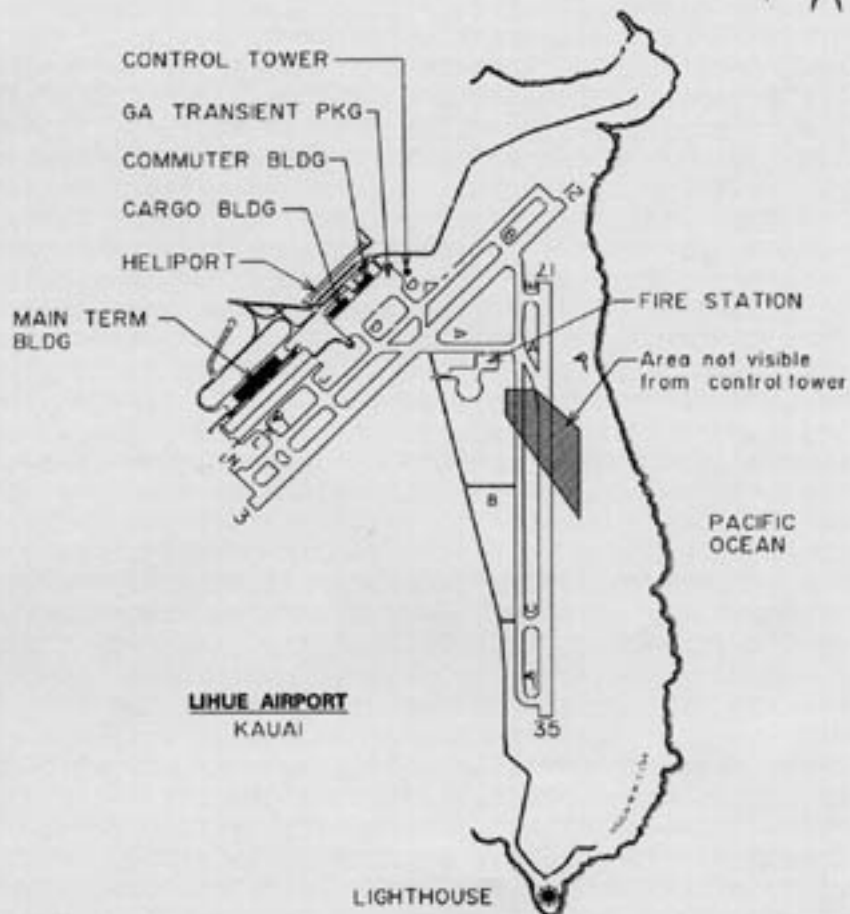 CONTROL TOWER
GA TRANSIENT PKG
COMMUTER BLDG
CARGO BLDG
HELIPORT
MAIN TERM
BLDG
12
17
FIRE STATION
Area not visible
from control tower
G
D
D
B
A
B
3
PACIFIC
OCEAN
LIHUE AIRPORT
KAUAI
35
LIGHTHOUSE